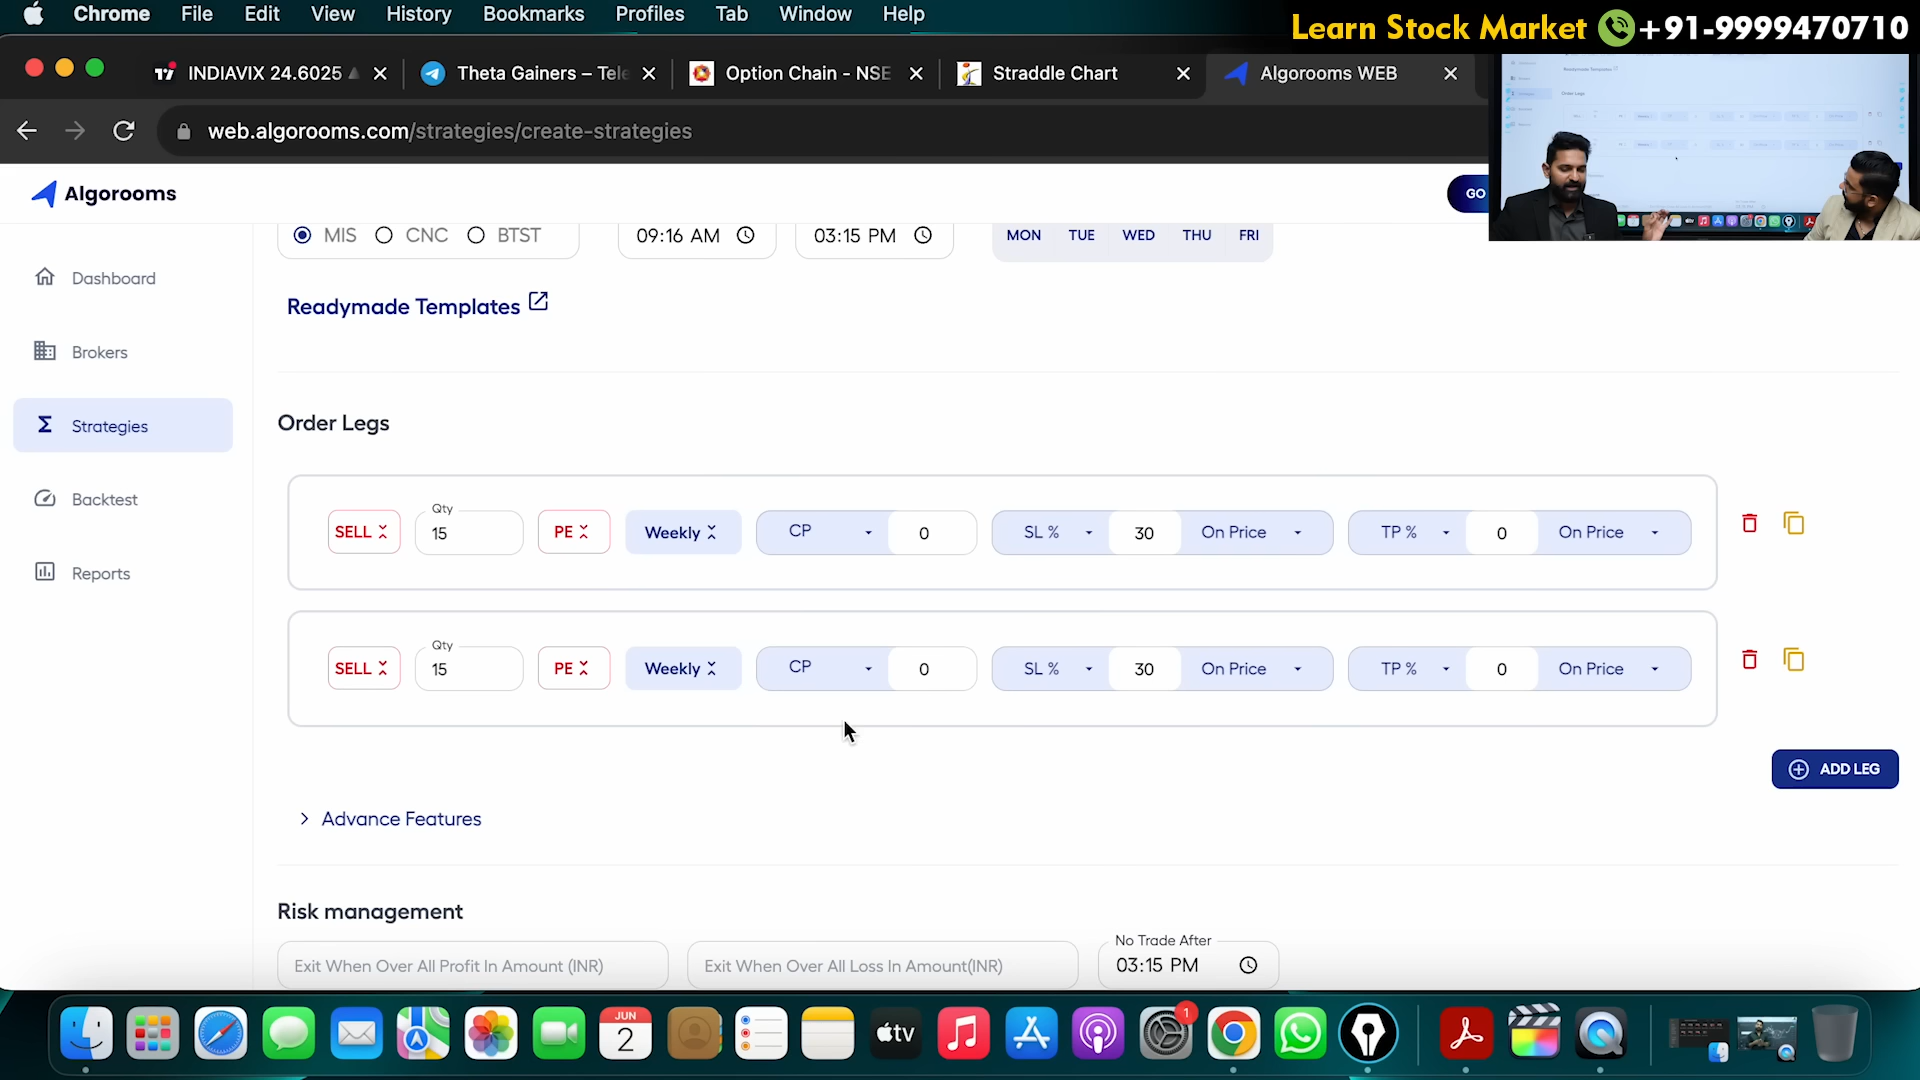 Chrome File Edit View History Bookmarks Profiles Tab Window Help
Learn Stock Market +91-9999470710
INDIAVIX 24.6025
Theta Gainers – Tele
Option Chain - NSE
Straddle Chart
Algorooms WEB
web.algorooms.com/strategies/create-strategies
Algorooms
GO
MIS CNC BTST
09:16 AM
03:15 PM
MON TUE WED THU FRI
Dashboard
Brokers
Strategies
Backtest
Reports
Readymade Templates
Order Legs
Qty
SELL 15 PE Weekly CP 0 SL % 30 On Price TP % 0 On Price
Qty
SELL 15 PE Weekly CP 0 SL % 30 On Price TP % 0 On Price
ADD LEG
Advance Features
Risk management
Exit When Over All Profit In Amount (INR)
Exit When Over All Loss In Amount(INR)
No Trade After
03:15 PM
JUN
2
tv
1